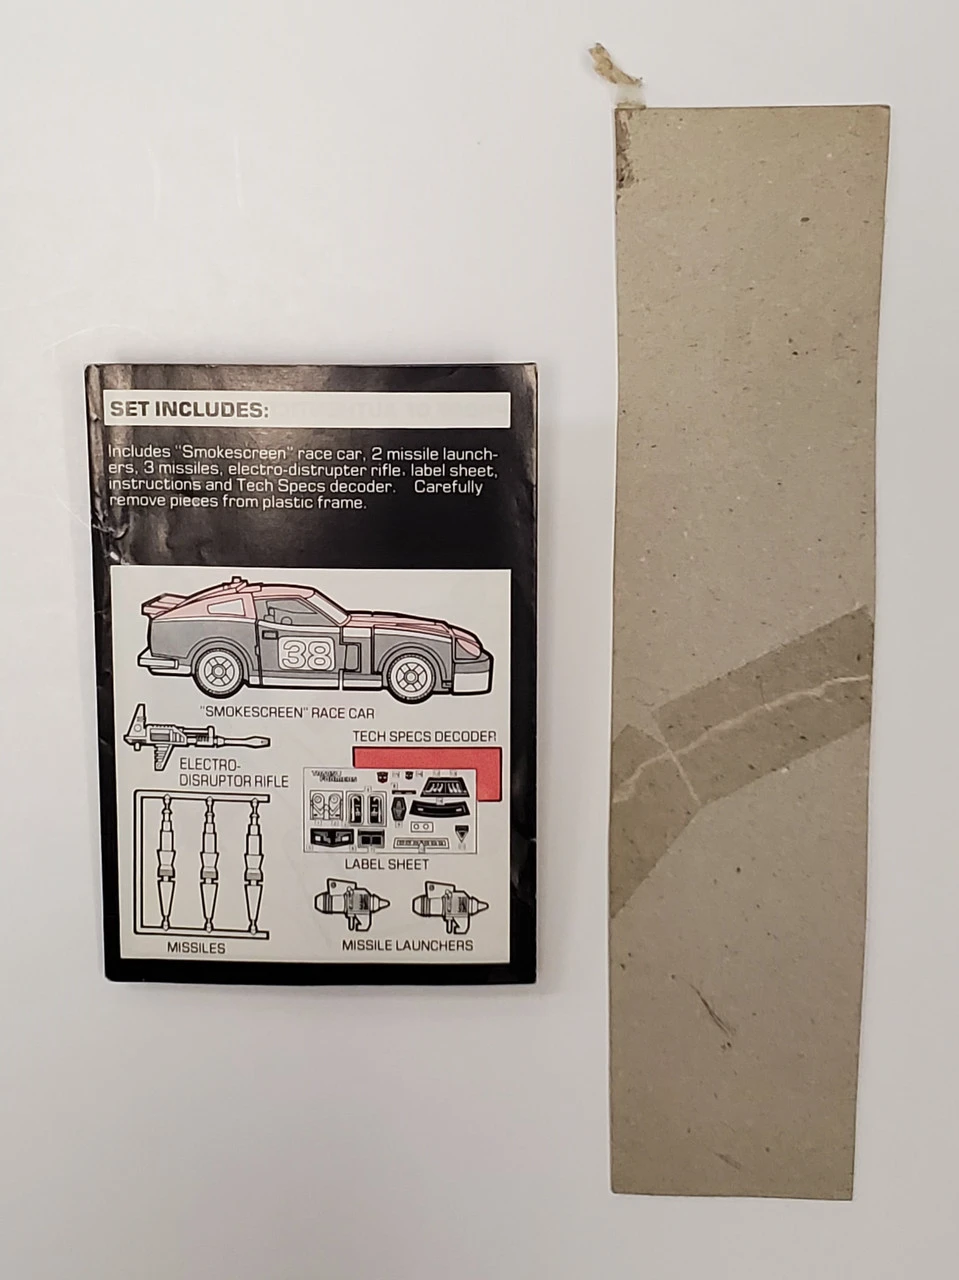 SET INCLUDES:
Includes "Smokescreen" race car, 2 missile launch-
ers, 3 missiles, electro-distrupter rifle, label sheet,
instructions and Tech Specs decoder. Carefully
remove pieces from plastic frame.
38
"SMOKESCREEN" RACE CAR
TECH SPECS DECODER
ELECTRO-
DISRUPTOR RIFLE
TRANSFORMERS
LABEL SHEET
MISSILES
MISSILE LAUNCHERS